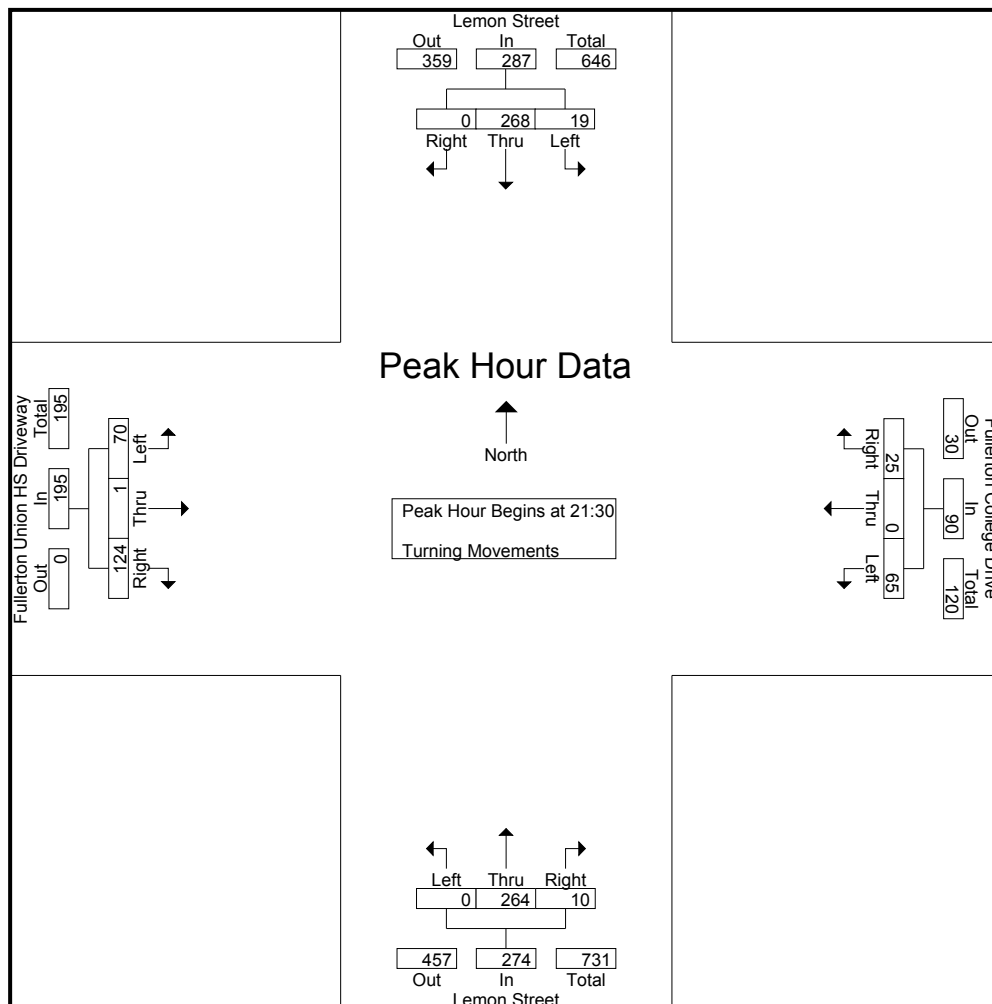 Lemon Street
Out In Total
359 287 646
0 268 19
Right Thru Left
Peak Hour Data
North
Peak Hour Begins at 21:30
Turning Movements
Fullerton Union HS Driveway
Out In Total
0 195 195
124 1 70
Right Thru Left
Fullerton College Drive
Out In Total
30 90 120
25 0 65
Right Thru Left
Left Thru Right
0 264 10
457 274 731
Out In Total
Lemon Street